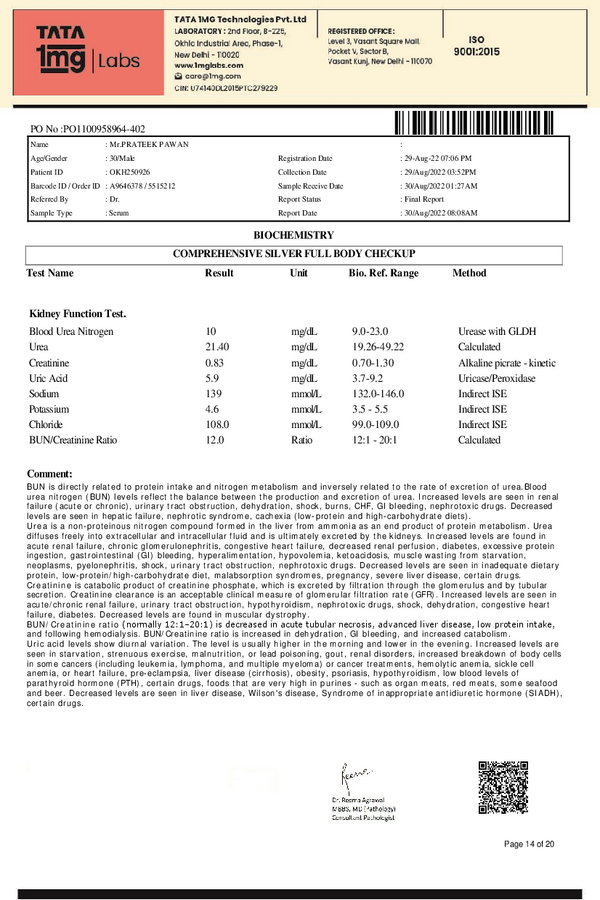 TATA 1MG Technologies Pvt. Ltd
LABORATORY : 2nd Floor, B-225,
Okhla Industrial Area, Phase-1,
New Delhi - 110020
www.1mglabs.com
care@1mg.com
CIN: U74140DL2015PTC279229
REGISTERED OFFICE :
Level 3, Vasant Square Mall,
Pocket V, Sector B,
Vasant Kunj, New Delhi - 110070
ISO
9001:2015
TATA
1mg Labs
PO No :PO1100958964-402
Name : Mr.PRATEEK PAWAN :
Age/Gender : 30/Male Registration Date : 29-Aug-22 07:06 PM
Patient ID : OKH250926 Collection Date : 29/Aug/2022 03:52PM
Barcode ID / Order ID : A9646378 / 5515212 Sample Receive Date : 30/Aug/2022 01:27AM
Referred By : Dr. Report Status : Final Report
Sample Type : Serum Report Date : 30/Aug/2022 08:08AM
BIOCHEMISTRY
COMPREHENSIVE SILVER FULL BODY CHECKUP
Test Name Result Unit Bio. Ref. Range Method
Kidney Function Test.
Blood Urea Nitrogen 10 mg/dL 9.0-23.0 Urease with GLDH
Urea 21.40 mg/dL 19.26-49.22 Calculated
Creatinine 0.83 mg/dL 0.70-1.30 Alkaline picrate - kinetic
Uric Acid 5.9 mg/dL 3.7-9.2 Uricase/Peroxidase
Sodium 139 mmol/L 132.0-146.0 Indirect ISE
Potassium 4.6 mmol/L 3.5 - 5.5 Indirect ISE
Chloride 108.0 mmol/L 99.0-109.0 Indirect ISE
BUN/Creatinine Ratio 12.0 Ratio 12:1 - 20:1 Calculated
Comment:
BUN is directly related to protein intake and nitrogen metabolism and inversely related to the rate of excretion of urea.Blood
urea nitrogen (BUN) levels reflect the balance between the production and excretion of urea. Increased levels are seen in renal
failure (acute or chronic), urinary tract obstruction, dehydration, shock, burns, CHF, GI bleeding, nephrotoxic drugs. Decreased
levels are seen in hepatic failure, nephrotic syndrome, cachexia (low-protein and high-carbohydrate diets).
Urea is a non-proteinous nitrogen compound formed in the liver from ammonia as an end product of protein metabolism. Urea
diffuses freely into extracellular and intracellular fluid and is ultimately excreted by the kidneys. Increased levels are found in
acute renal failure, chronic glomerulonephritis, congestive heart failure, decreased renal perfusion, diabetes, excessive protein
ingestion, gastrointestinal (GI) bleeding, hyperalimentation, hypovolemia, ketoacidosis, muscle wasting from starvation,
neoplasms, pyelonephritis, shock, urinary tract obstruction, nephrotoxic drugs. Decreased levels are seen in inadequate dietary
protein, low-protein/high-carbohydrate diet, malabsorption syndromes, pregnancy, severe liver disease, certain drugs.
Creatinine is catabolic product of creatinine phosphate, which is excreted by filtration through the glomerulus and by tubular
secretion. Creatinine clearance is an acceptable clinical measure of glomerular filtration rate (GFR). Increased levels are seen in
acute/chronic renal failure, urinary tract obstruction, hypothyroidism, nephrotoxic drugs, shock, dehydration, congestive heart
failure, diabetes. Decreased levels are found in muscular dystrophy.
BUN/Creatinine ratio (normally 12:1–20:1) is decreased in acute tubular necrosis, advanced liver disease, low protein intake,
and following hemodialysis. BUN/Creatinine ratio is increased in dehydration, GI bleeding, and increased catabolism.
Uric acid levels show diurnal variation. The level is usually higher in the morning and lower in the evening. Increased levels are
seen in starvation, strenuous exercise, malnutrition, or lead poisoning, gout, renal disorders, increased breakdown of body cells
in some cancers (including leukemia, lymphoma, and multiple myeloma) or cancer treatments, hemolytic anemia, sickle cell
anemia, or heart failure, pre-eclampsia, liver disease (cirrhosis), obesity, psoriasis, hypothyroidism, low blood levels of
parathyroid hormone (PTH), certain drugs, foods that are very high in purines - such as organ meats, red meats, some seafood
and beer. Decreased levels are seen in liver disease, Wilson's disease, Syndrome of inappropriate antidiuretic hormone (SIADH),
certain drugs.
Reema
Dr. Reema Agrawal
MBBS, MD (Pathology)
Consultant Pathologist
Page 14 of 20